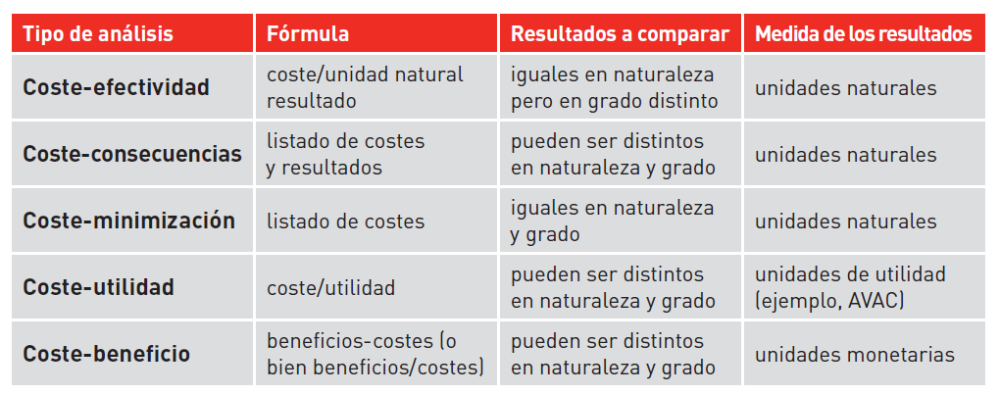 Tipo de análisis Fórmula Resultados a comparar Medida de los resultados
Coste-efectividad coste/unidad natural resultado iguales en naturaleza pero en grado distinto unidades naturales
Coste-consecuencias listado de costes y resultados pueden ser distintos en naturaleza y grado unidades naturales
Coste-minimización listado de costes iguales en naturaleza y grado unidades naturales
Coste-utilidad coste/utilidad pueden ser distintos en naturaleza y grado unidades de utilidad (ejemplo, AVAC)
Coste-beneficio beneficios-costes (o bien beneficios/costes) pueden ser distintos en naturaleza y grado unidades monetarias